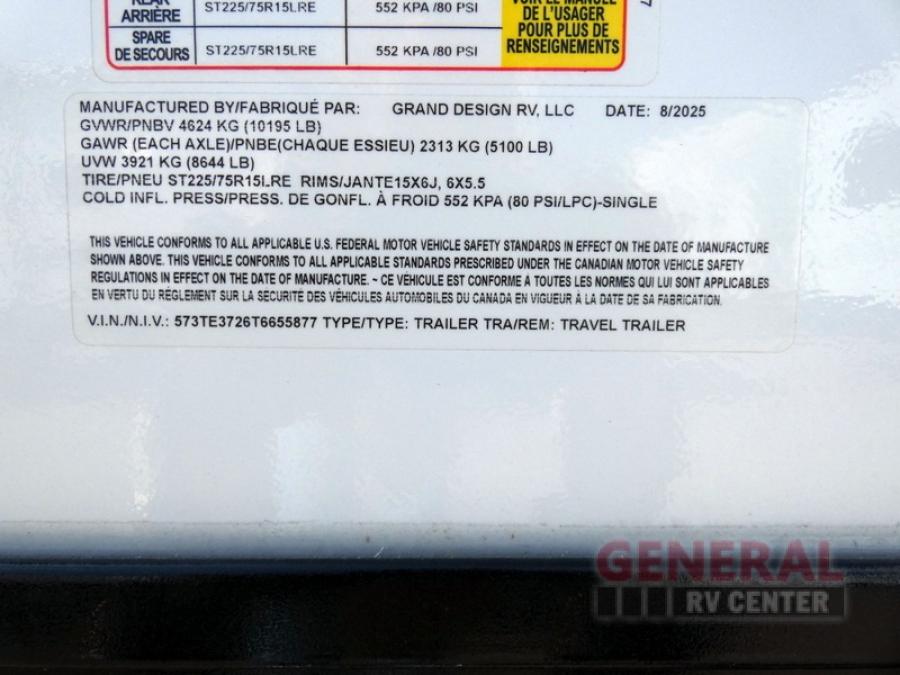 REAR
ARRIÈRE ST225/75R15LRE 552 KPA /80 PSI
SPARE
DE SECOURS ST225/75R15LRE 552 KPA /80 PSI
VOIR LE MANUEL
DE L'USAGER
POUR PLUS DE
RENSEIGNEMENTS
7
MANUFACTURED BY/FABRIQUÉ PAR: GRAND DESIGN RV, LLC DATE: 8/2025
GVWR/PNBV 4624 KG (10195 LB)
GAWR (EACH AXLE)/PNBE(CHAQUE ESSIEU) 2313 KG (5100 LB)
UVW 3921 KG (8644 LB)
TIRE/PNEU ST225/75R15LRE RIMS/JANTE15X6J, 6X5.5
COLD INFL. PRESS/PRESS. DE GONFL. À FROID 552 KPA (80 PSI/LPC)-SINGLE
THIS VEHICLE CONFORMS TO ALL APPLICABLE U.S. FEDERAL MOTOR VEHICLE SAFETY STANDARDS IN EFFECT ON THE DATE OF MANUFACTURE
SHOWN ABOVE. THIS VEHICLE CONFORMS TO ALL APPLICABLE STANDARDS PRESCRIBED UNDER THE CANADIAN MOTOR VEHICLE SAFETY
REGULATIONS IN EFFECT ON THE DATE OF MANUFACTURE. ~ CE VÉHICULE EST CONFORME À TOUTES LES NORMES QUI LUI SONT APPLICABLES
EN VERTU DU RÉGLEMENT SUR LA SECURITÉ DES VÉHICULES AUTOMOBILES DU CANADA EN VIGUEUR À LA DATE DE SA FABRICATION.
V.I.N./N.I.V.: 573TE3726T6655877 TYPE/TYPE: TRAILER TRA/REM: TRAVEL TRAILER
GENERAL
RV CENTER